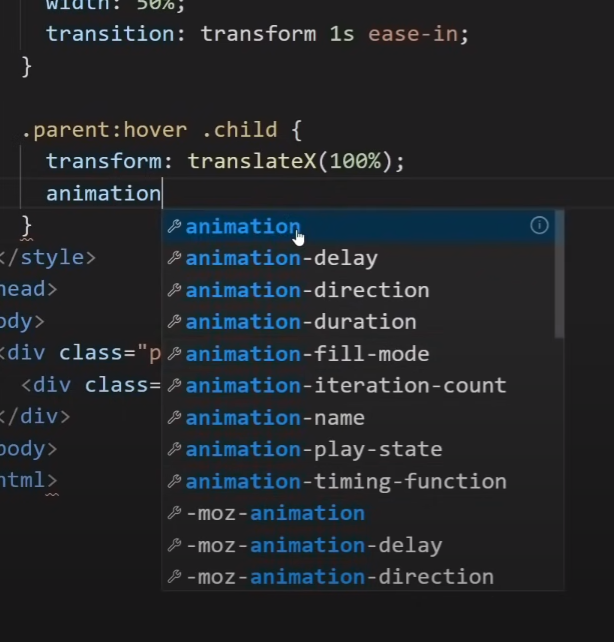 width: 50%;
transition: transform 1s ease-in;
}
.parent:hover .child {
transform: translateX(100%);
animation
}
animation
animation-delay
animation-direction
animation-duration
animation-fill-mode
animation-iteration-count
animation-name
animation-play-state
animation-timing-function
-moz-animation
-moz-animation-delay
-moz-animation-direction
</style>
head>
ody>
<div class="p
<div class=
</div>
body>
html>